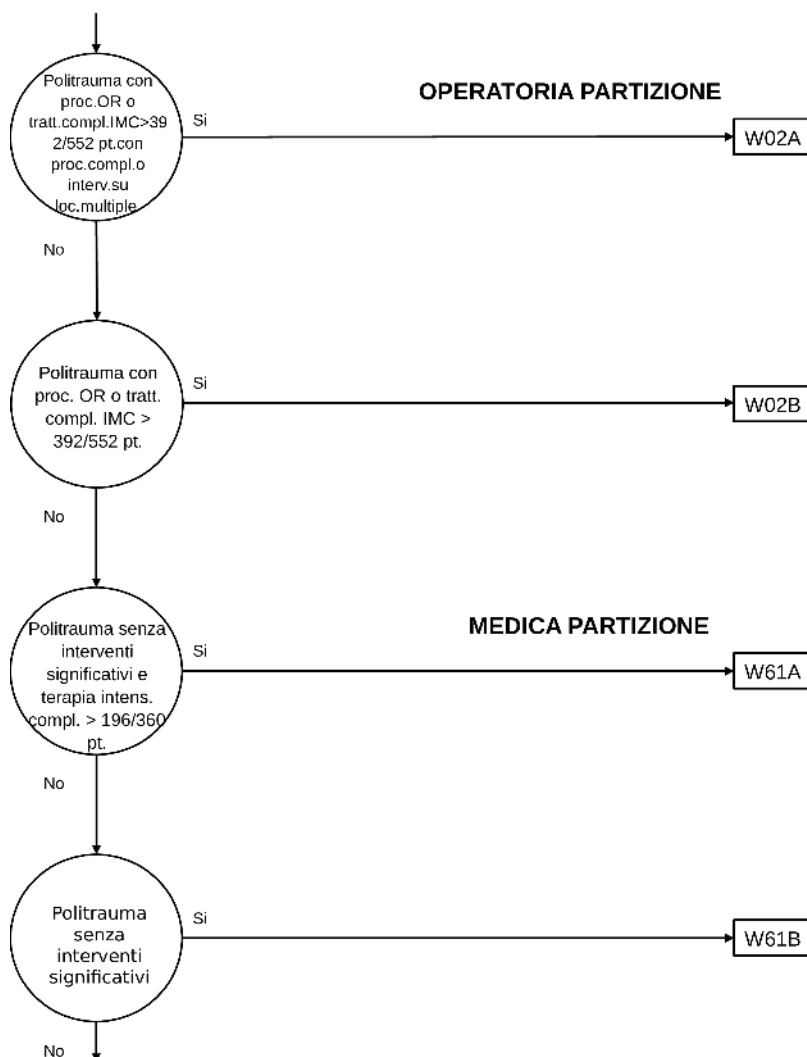 Politrauma con
proc.OR o
tratt.compl.IMC>39
2/552 pt.con
proc.compl.o
interv.su
loc.multiple
Si
OPERATORIA PARTIZIONE
W02A
No
Politrauma con
proc. OR o tratt.
compl. IMC >
392/552 pt.
Si
W02B
No
Politrauma senza
interventi
significativi e
terapia intens.
compl. > 196/360
pt.
Si
MEDICA PARTIZIONE
W61A
No
Politrauma
senza
interventi
significativi
Si
W61B
No